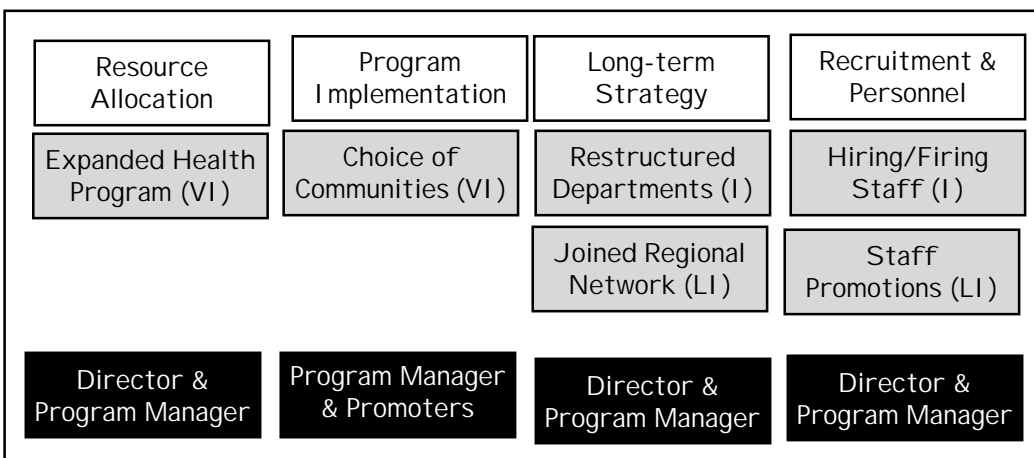 Resource
Allocation
Program
Implementation
Long-term
Strategy
Recruitment &
Personnel
Expanded Health
Program (VI)
Choice of
Communities (VI)
Restructured
Departments (I)
Hiring/Firing
Staff (I)
Joined Regional
Network (LI)
Staff
Promotions (LI)
Director &
Program Manager
Program Manager
& Promoters
Director &
Program Manager
Director &
Program Manager